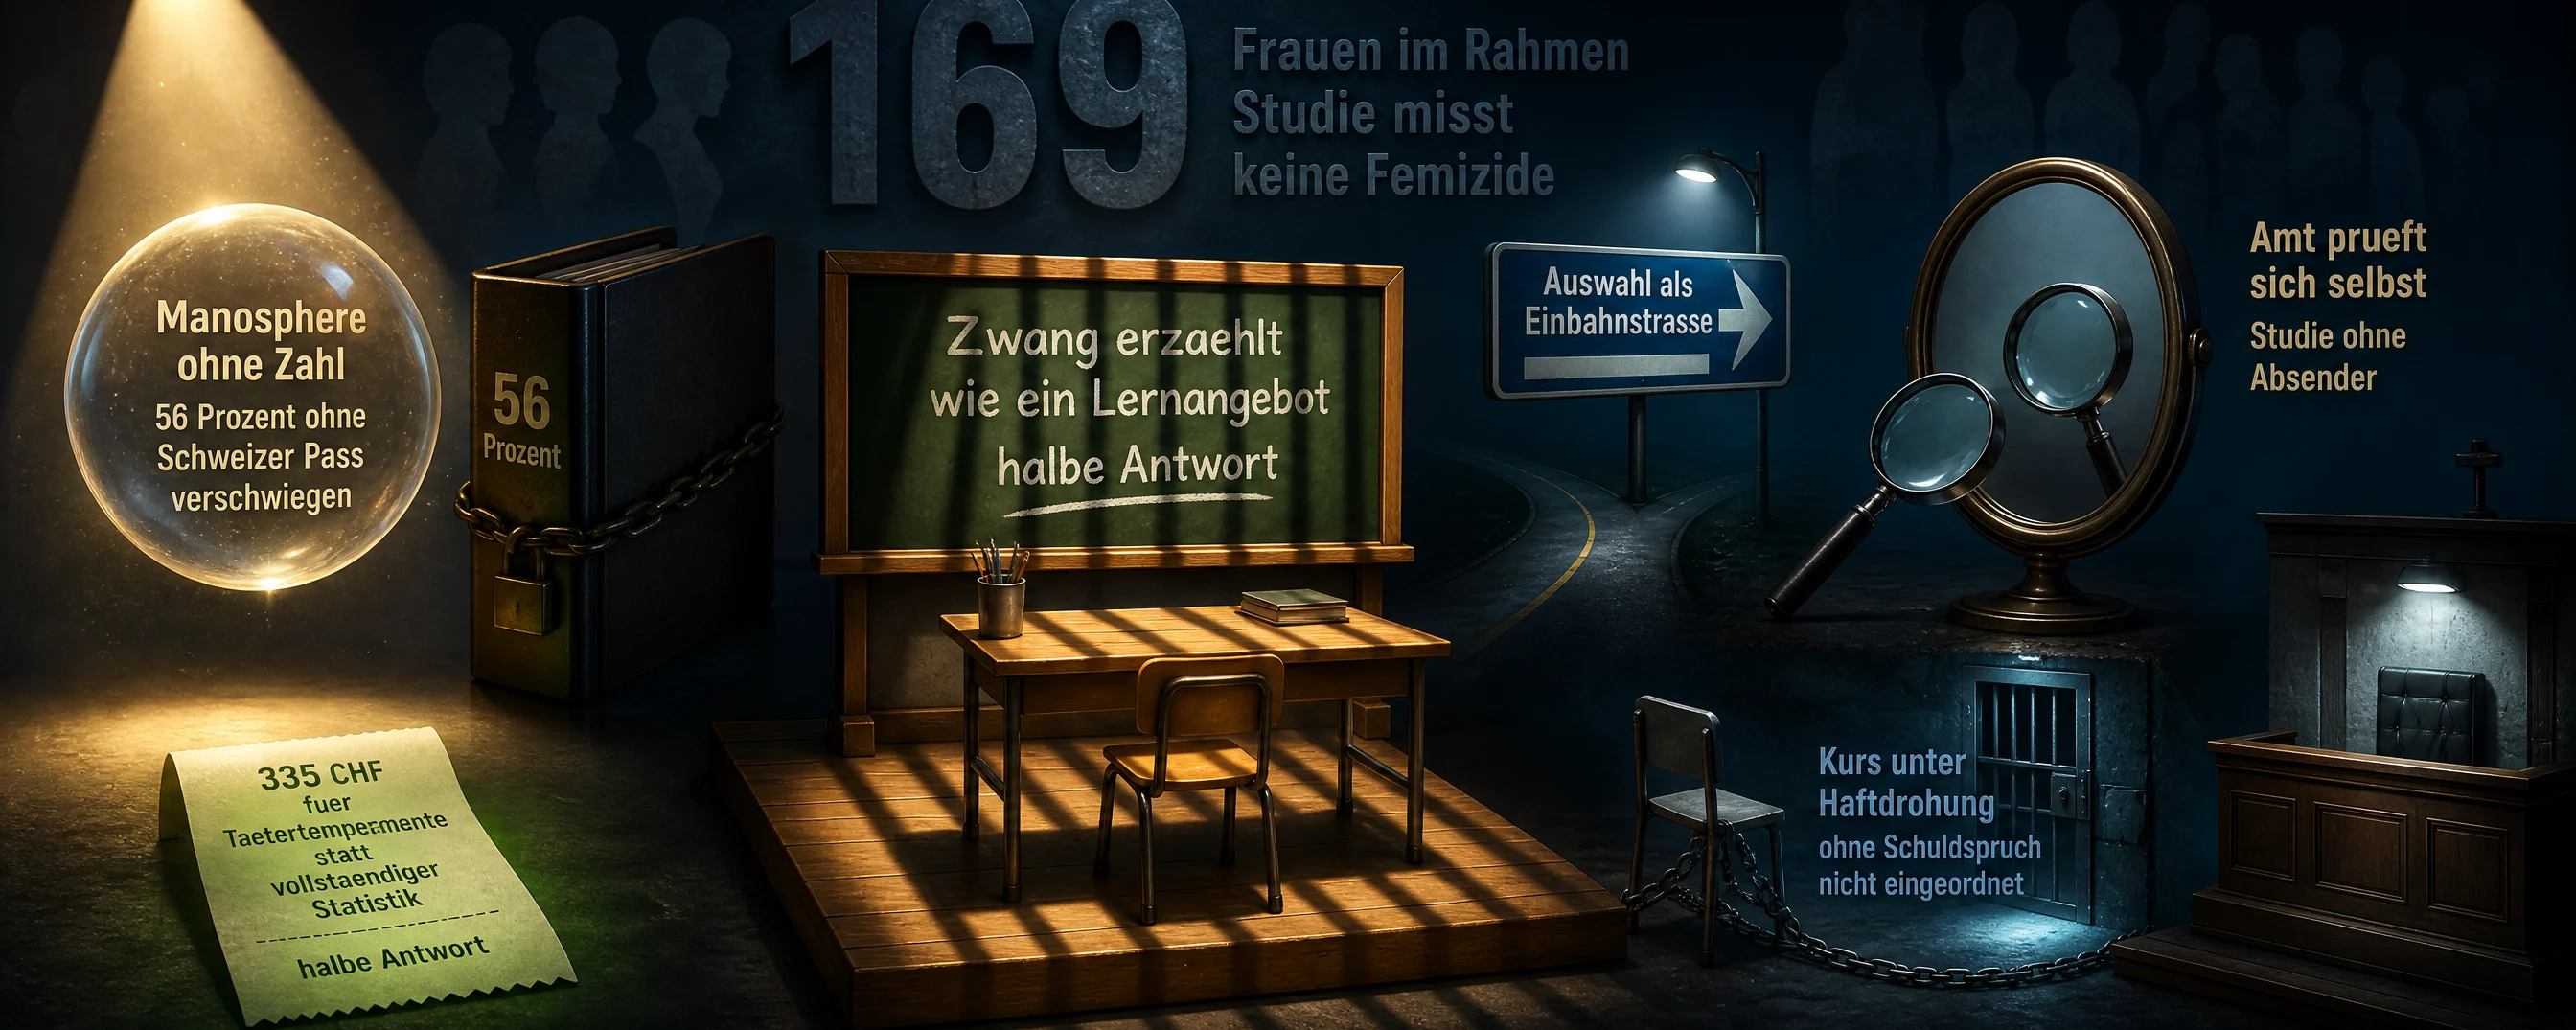 169
Frauen im Rahmen
Studie misst
keine Femizide
Manosphere
ohne Zahl
56 Prozent ohne
Schweizer Pass
verschwiegen
56
Prozent
Zwang erzaehlt
wie ein Lernangebot
halbe Antwort
Auswahl als
Einbahnstrasse
Amt prueft
sich selbst
Studie ohne
Absender
335 CHF
fuer
Taetertempermente
statt
vollstaendiger
Statistik
halbe Antwort
Kurs unter
Haftdrohung
ohne Schuldspruch
nicht eingeordnet